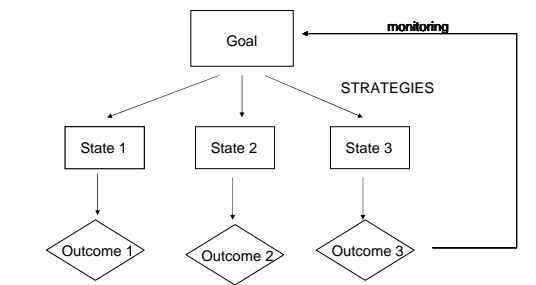 monitoring
Goal
STRATEGIES
State 1
State 2
State 3
Outcome 1
Outcome 2
Outcome 3